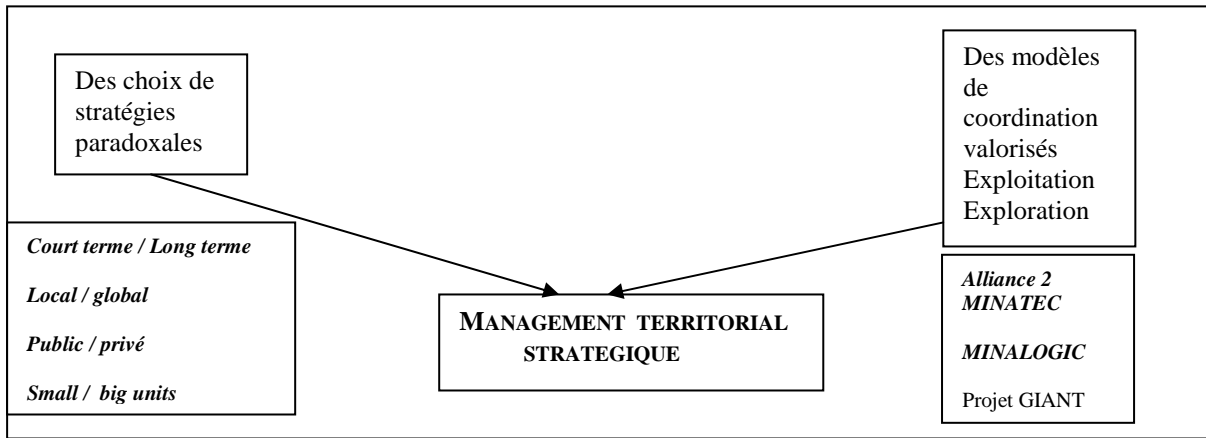 Des choix de
stratégies
paradoxales
Des modèles
de
coordination
valorisés
Exploitation
Exploration
Court terme / Long terme
Local / global
Public / privé
Small / big units
MANAGEMENT TERRITORIAL
STRATEGIQUE
Alliance 2
MINATEC
MINALOGIC
Projet GIANT